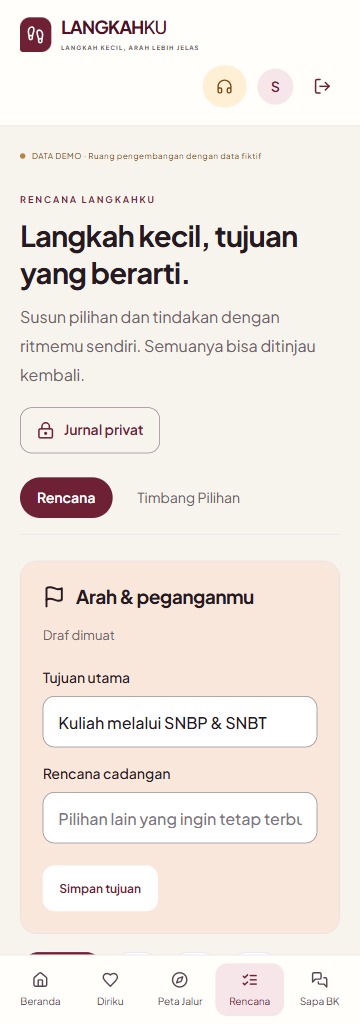 LANGKAHKU
LANGKAH KECIL, ARAH LEBIH JELAS
S
DATA DEMO · Ruang pengembangan dengan data fiktif
RENCANA LANGKAHKU
Langkah kecil, tujuan
yang berarti.
Susun pilihan dan tindakan dengan
ritmemu sendiri. Semuanya bisa ditinjau
kembali.
Jurnal privat
Rencana Timbang Pilihan
Arah & peganganmu
Draf dimuat
Tujuan utama
Kuliah melalui SNBP & SNBT
Rencana cadangan
Pilihan lain yang ingin tetap terbu
Simpan tujuan
Beranda Diriku Peta Jalur Rencana Sapa BK